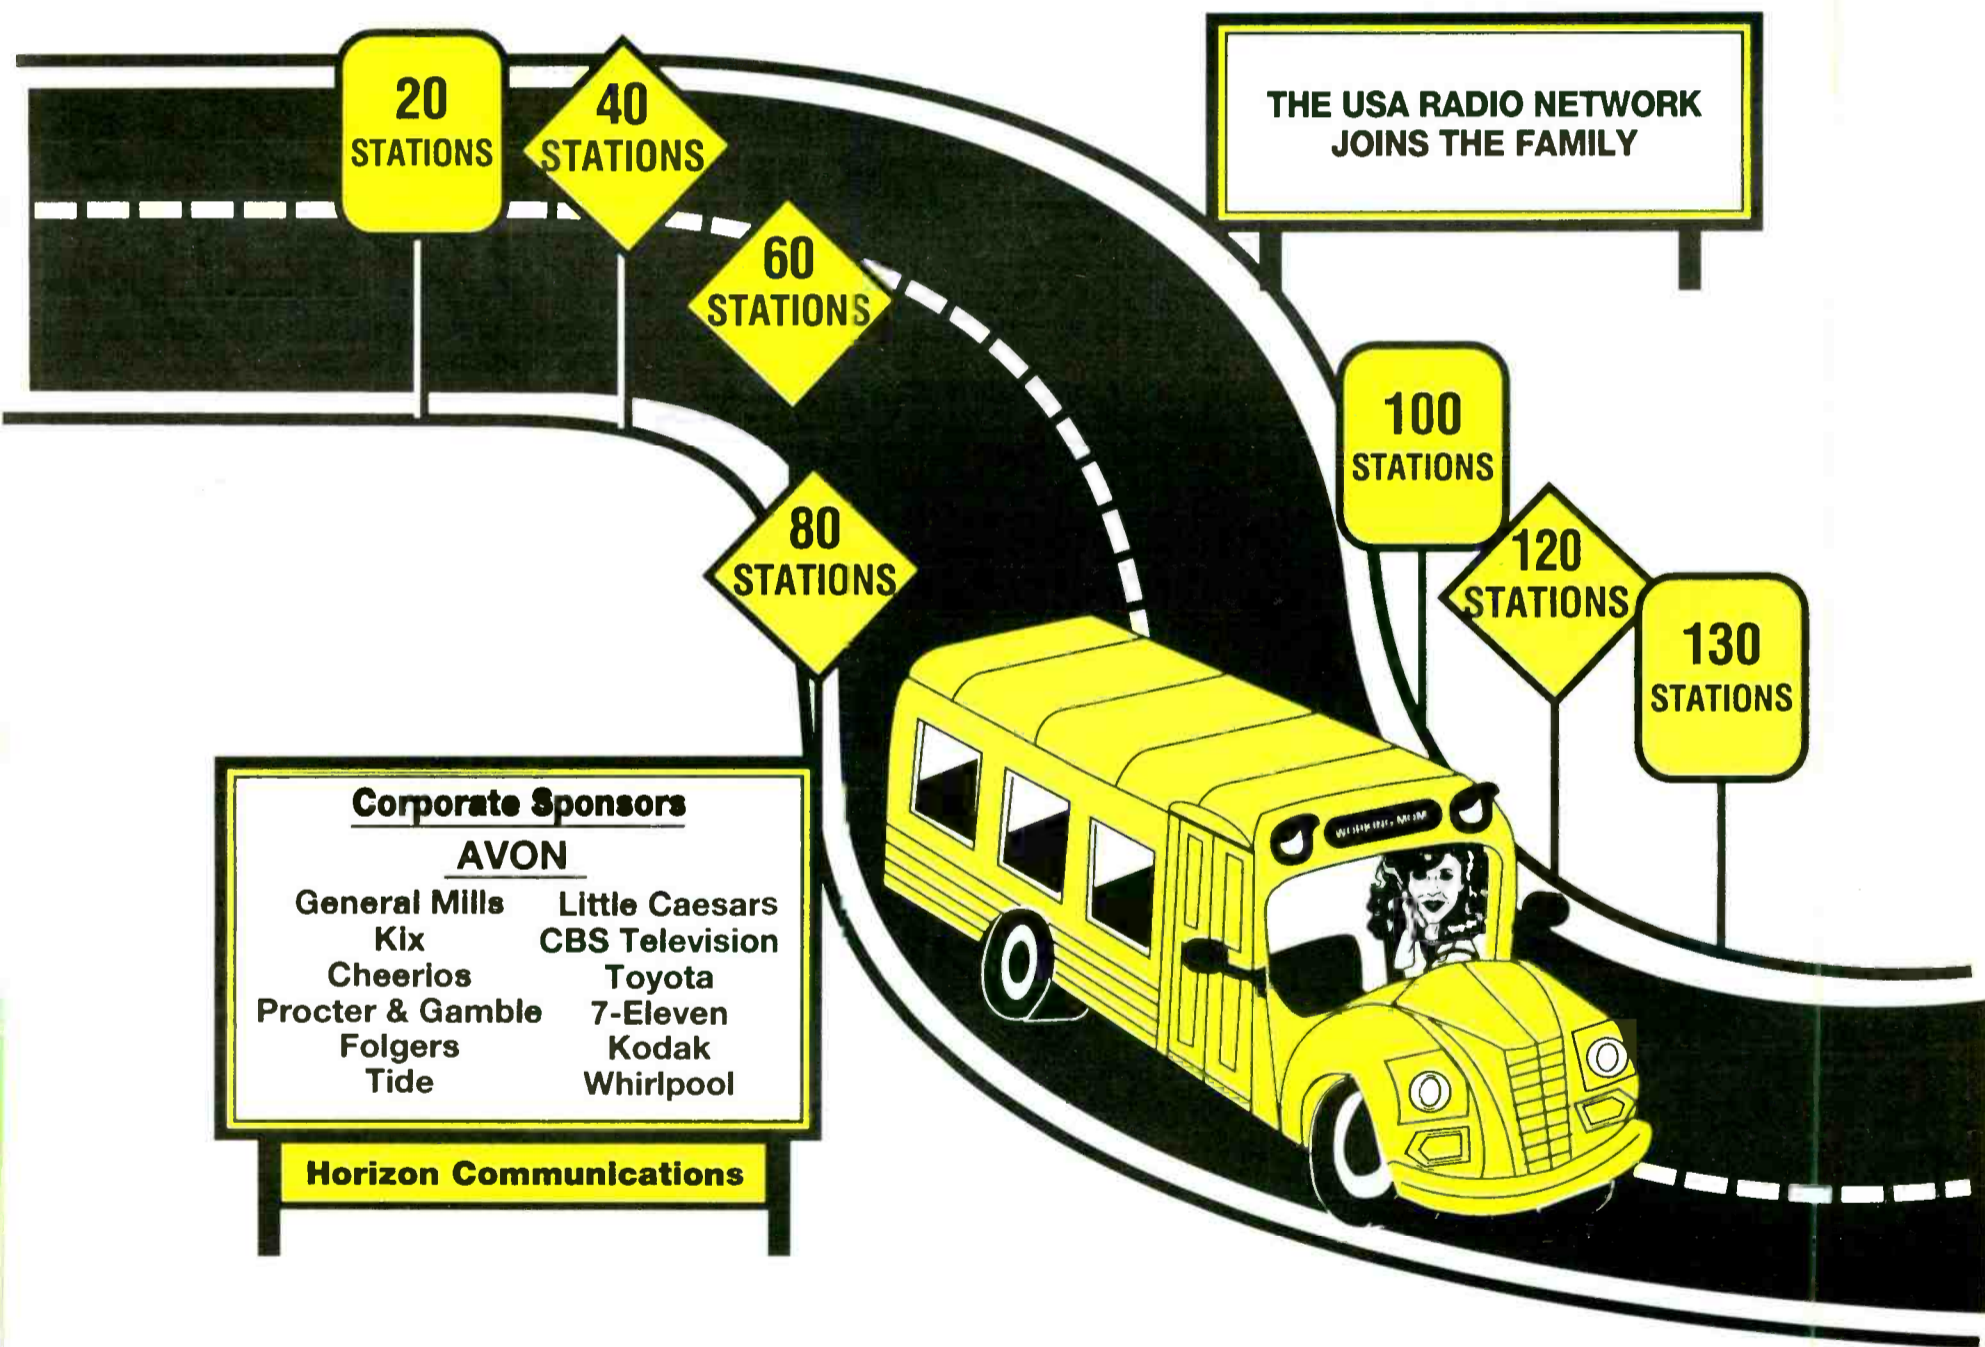 20
STATIONS
40
STATIONS
60
STATIONS
80
STATIONS
THE USA RADIO NETWORK
JOINS THE FAMILY
100
STATIONS
120
STATIONS
130
STATIONS
WORKING MOM
Corporate Sponsors
AVON
General Mills
Kix
Cheerios
Procter & Gamble
Folgers
Tide
Little Caesars
CBS Television
Toyota
7-Eleven
Kodak
Whirlpool
Horizon Communications